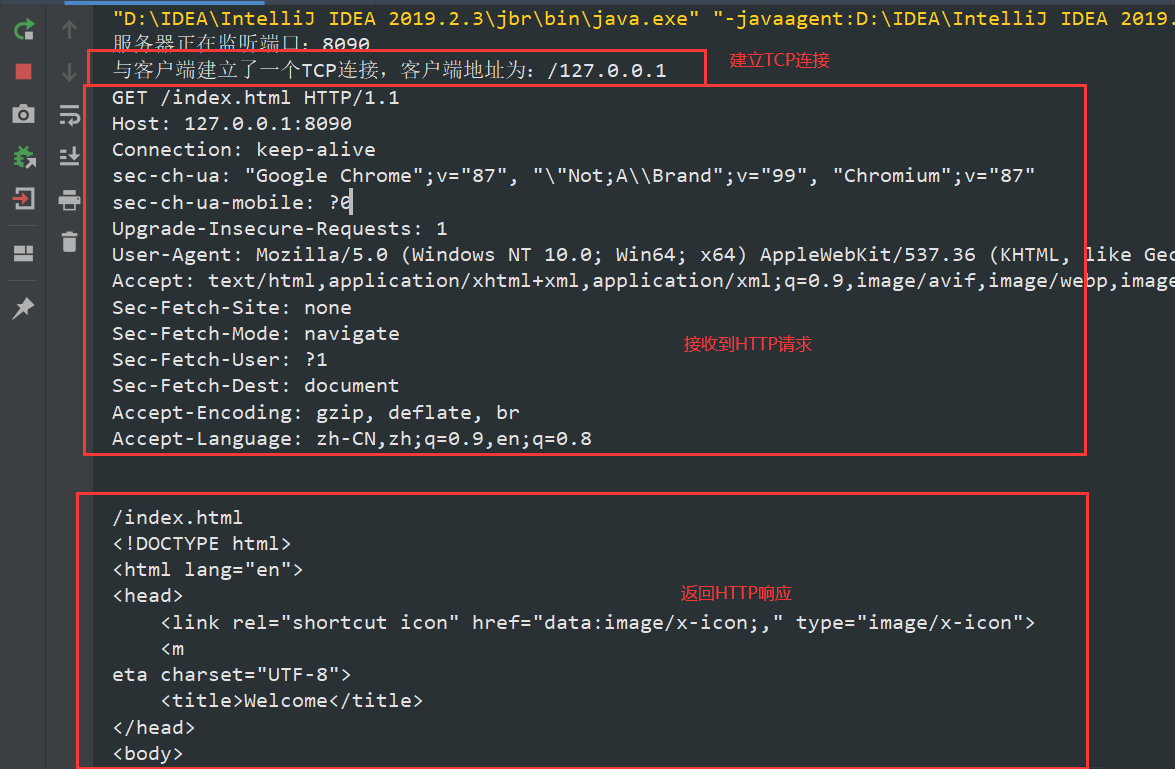 "D:\IDEA\IntelliJ IDEA 2019.2.3\jbr\bin\java.exe" "-javaagent:D:\IDEA\IntelliJ IDEA 2019.
服务器正在监听端口：8090
与客户端建立了一个TCP连接，客户端地址为：/127.0.0.1
建立TCP连接
GET /index.html HTTP/1.1
Host: 127.0.0.1:8090
Connection: keep-alive
sec-ch-ua: "Google Chrome";v="87", "\"Not;A\\Brand";v="99", "Chromium";v="87"
sec-ch-ua-mobile: ?0
Upgrade-Insecure-Requests: 1
User-Agent: Mozilla/5.0 (Windows NT 10.0; Win64; x64) AppleWebKit/537.36 (KHTML, like Gec
Accept: text/html,application/xhtml+xml,application/xml;q=0.9,image/avif,image/webp,image
Sec-Fetch-Site: none
Sec-Fetch-Mode: navigate
接收到HTTP请求
Sec-Fetch-User: ?1
Sec-Fetch-Dest: document
Accept-Encoding: gzip, deflate, br
Accept-Language: zh-CN,zh;q=0.9,en;q=0.8
/index.html
<!DOCTYPE html>
<html lang="en">
<head>
返回HTTP响应
    <link rel="shortcut icon" href="data:image/x-icon;," type="image/x-icon">
    <m
eta charset="UTF-8">
    <title>Welcome</title>
</head>
<body>